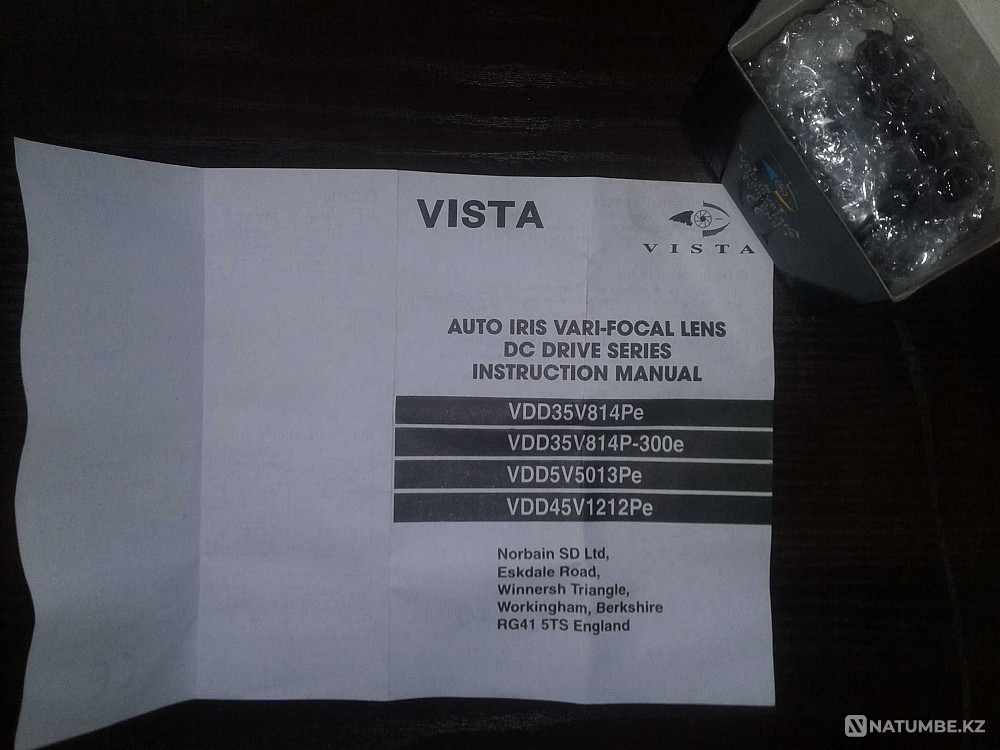 VISTA
VISTA
AUTO IRIS VARI-FOCAL LENS
DC DRIVE SERIES
INSTRUCTION MANUAL
VDD35V814Pe
VDD35V814P-300e
VDD5V5013Pe
VDD45V1212Pe
Norbain SD Ltd,
Eskdale Road,
Winnersh Triangle,
Workingham, Berkshire
RG41 5TS England
NATUMBE.KZ